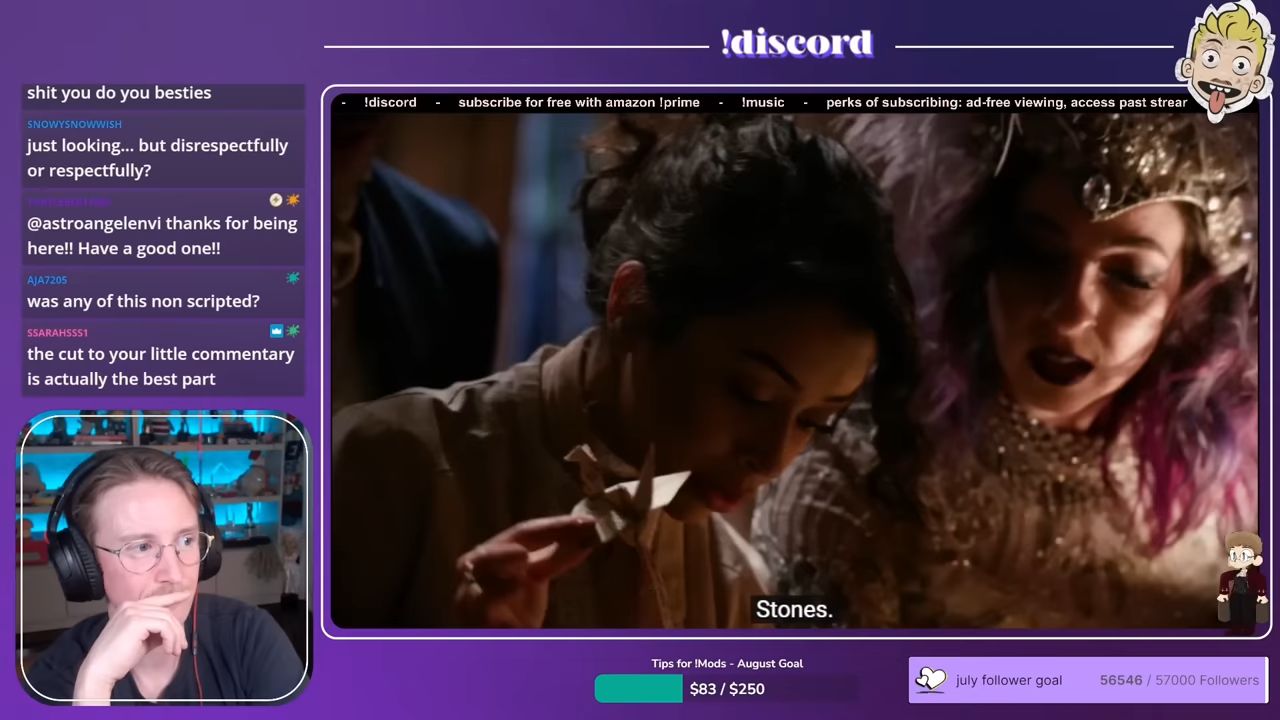 !discord
- !discord - subscribe for free with amazon !prime - !music - perks of subscribing: ad-free viewing, access past strear
shit you do you besties
SNOWYSNOWWISH
just looking... but disrespectfully
or respectfully?
@astroangelenvi thanks for being
here!! Have a good one!!
AJA7205
was any of this non scripted?
SSARAHSSS1
the cut to your little commentary
is actually the best part
Stones.
Tips for !Mods - August Goal
$83 / $250
july follower goal 56546 / 57000 Followers